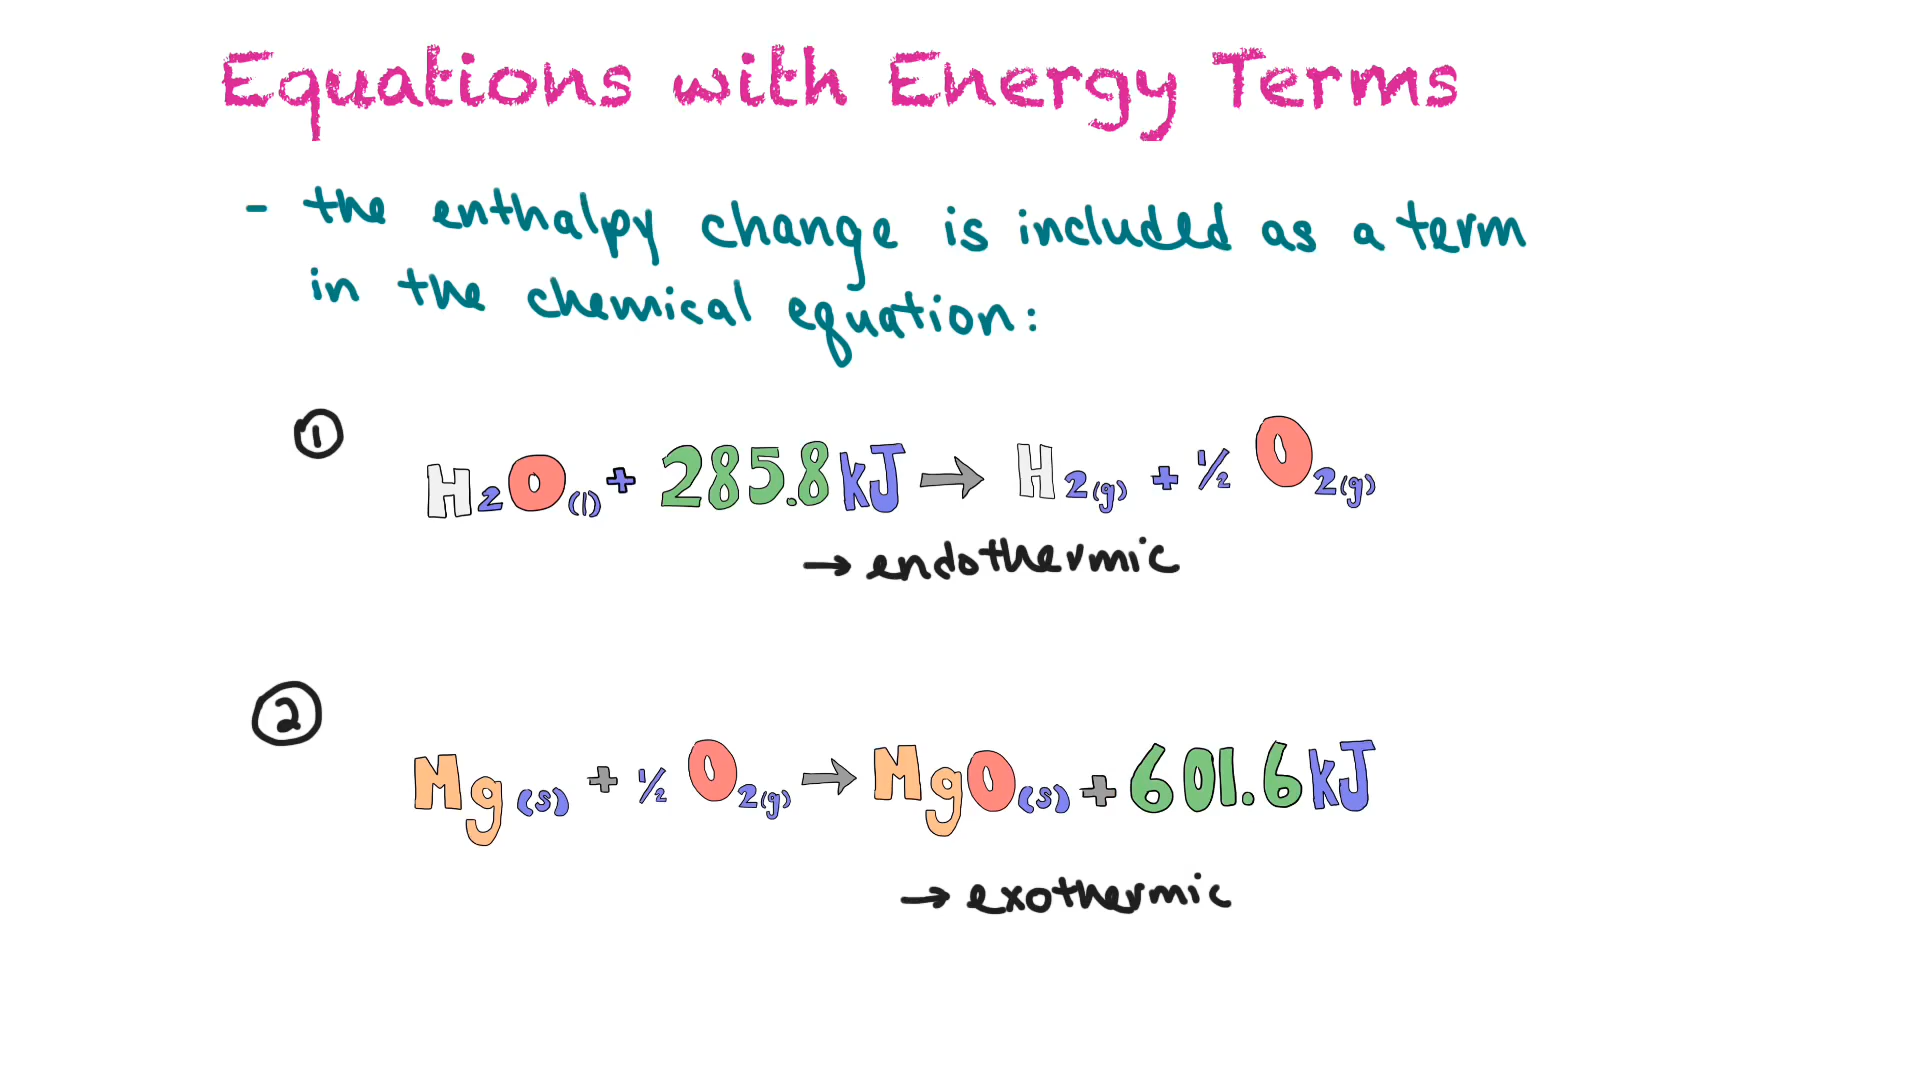 Equations with Energy Terms
- the enthalpy change is included as a term
in the chemical equation:
①
H₂O(l) + 285.8 kJ → H₂(g) + ½ O₂(g)
→ endothermic
②
Mg(s) + ½ O₂(g) → MgO(s) + 601.6 kJ
→ exothermic